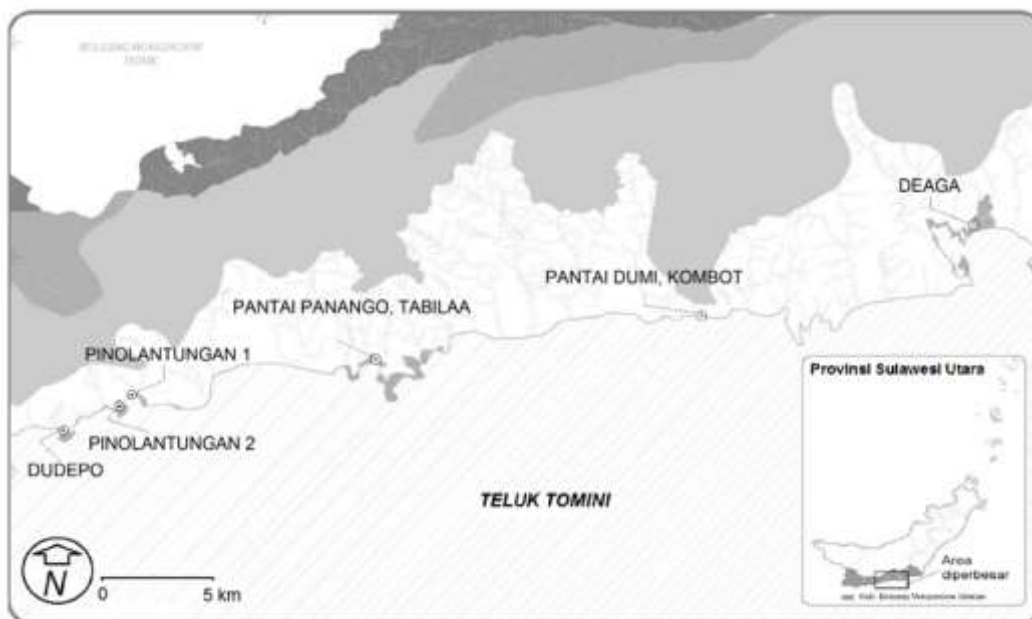 DEAGA
PANTAI DUMI, KOMBOT
PANTAI PANANGO, TABILAA
PINOLANTUNGAN 1
PINOLANTUNGAN 2
DUDEPO
TELUK TOMINI
N
0 5 km
Provinsi Sulawesi Utara
Area
diperbesar